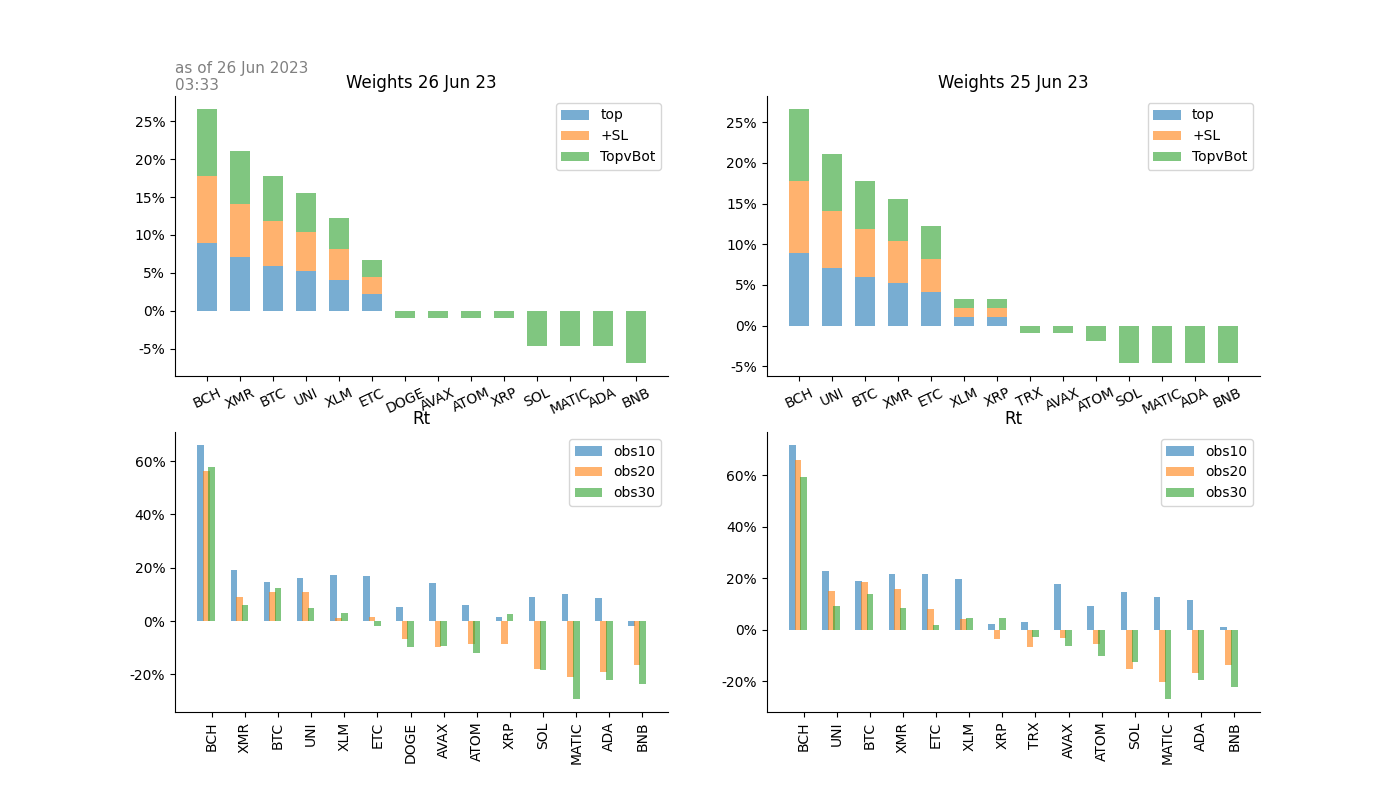 as of 26 Jun 2023
03:33
Weights 26 Jun 23
25%
20%
15%
10%
5%
0%
-5%
top
+SL
TopvBot
BCH XMR BTC UNI XLM ETC DOGE AVAX ATOM XRP SOL MATIC ADA BNB
Weights 25 Jun 23
25%
20%
15%
10%
5%
0%
-5%
top
+SL
TopvBot
BCH UNI BTC XMR ETC XLM XRP TRX AVAX ATOM SOL MATIC ADA BNB
Rt
60%
40%
20%
0%
-20%
obs10
obs20
obs30
BCH XMR BTC UNI XLM ETC DOGE AVAX ATOM XRP SOL MATIC ADA BNB
Rt
60%
40%
20%
0%
-20%
obs10
obs20
obs30
BCH UNI BTC XMR ETC XLM XRP TRX AVAX ATOM SOL MATIC ADA BNB